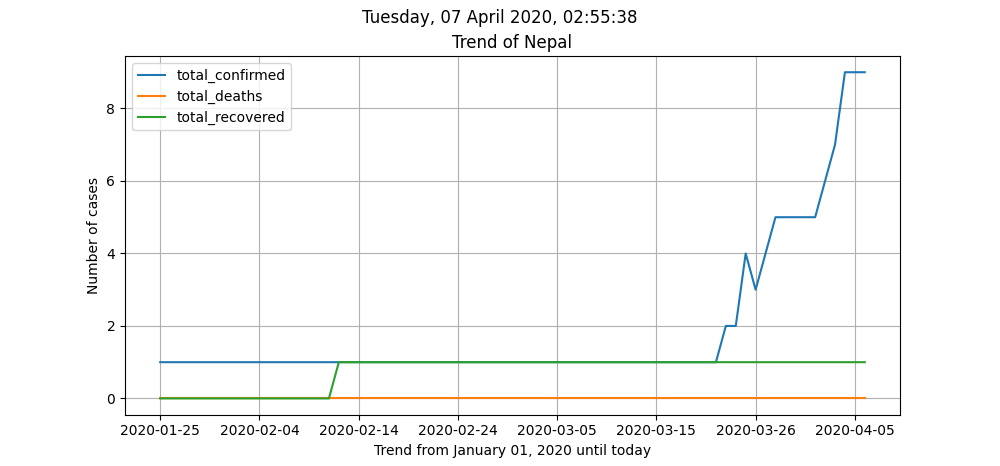 Tuesday, 07 April 2020, 02:55:38
Trend of Nepal
total_confirmed
total_deaths
total_recovered
Number of cases
8
6
4
2
0
2020-01-25 2020-02-04 2020-02-14 2020-02-24 2020-03-05 2020-03-15 2020-03-26 2020-04-05
Trend from January 01, 2020 until today